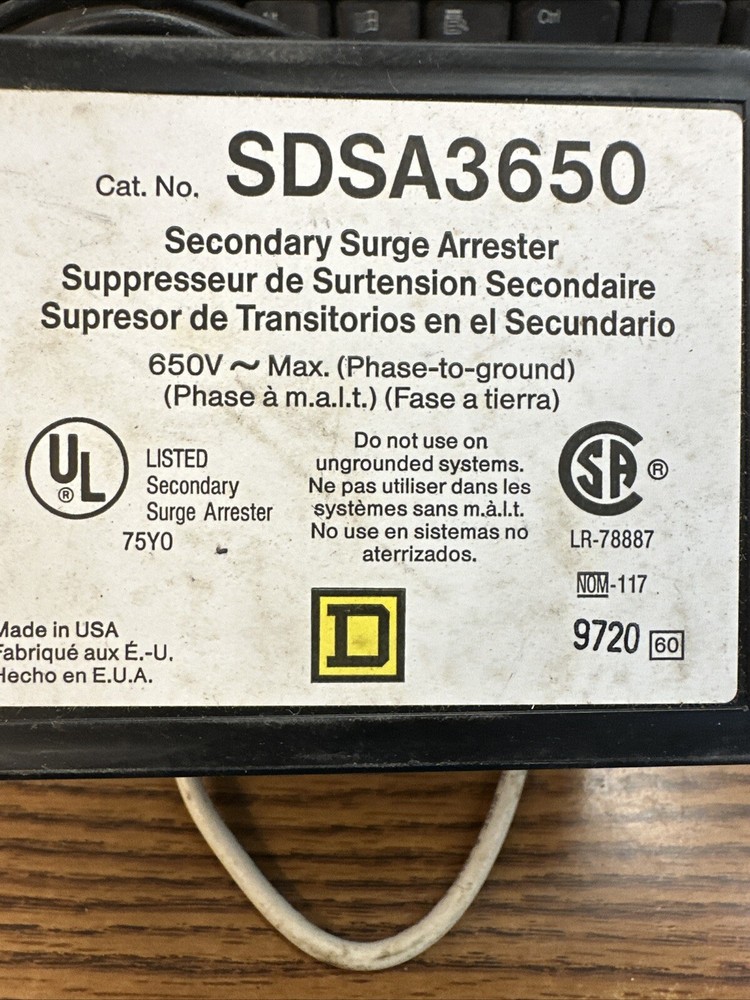 Ctrl
Cat. No. SDSA3650
Secondary Surge Arrester
Suppresseur de Surtension Secondaire
Supresor de Transitorios en el Secundario
650V ~ Max. (Phase-to-ground)
(Phase à m.a.l.t.) (Fase a tierra)
UL
®
LISTED
Secondary
Surge Arrester
75Y0
Do not use on
ungrounded systems.
Ne pas utiliser dans les
systèmes sans m.à.l.t.
No use en sistemas no
aterrizados.
SA ®
LR-78887
NOM-117
9720 60
D
Made in USA
Fabriqué aux É.-U.
Hecho en E.U.A.